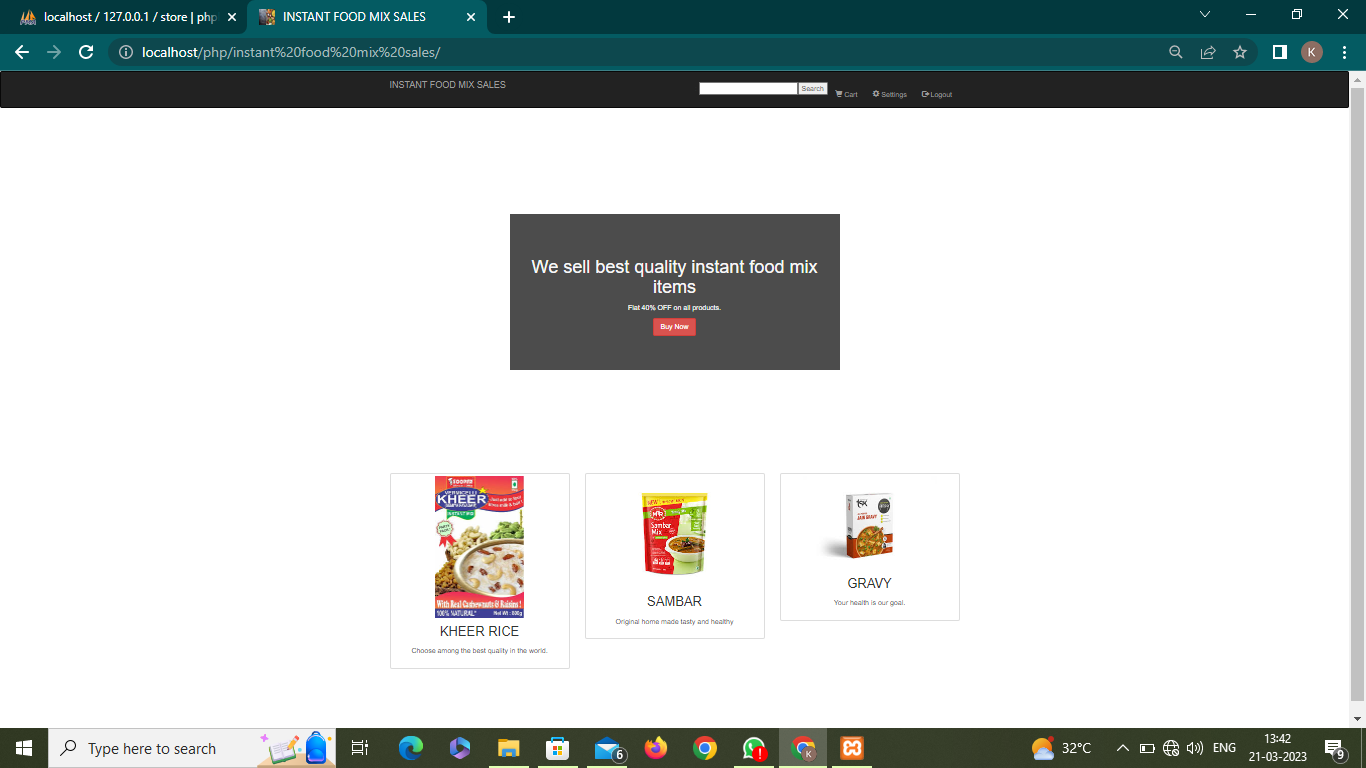 localhost / 127.0.0.1 / store | php
INSTANT FOOD MIX SALES
localhost/php/instant%20food%20mix%20sales/
K
INSTANT FOOD MIX SALES
Search
Cart
Settings
Logout
We sell best quality instant food mix
items
Flat 40% OFF on all products.
Buy Now
KHEER
With Real Cashewnuts & Raisins !
100% NATURAL*
KHEER RICE
Choose among the best quality in the world.
MTR
Sambar
Mix
SAMBAR
Original home made tasty and healthy
GRAVY
Your health is our goal.
Type here to search
6
K
32°C
ENG
13:42
21-03-2023
9